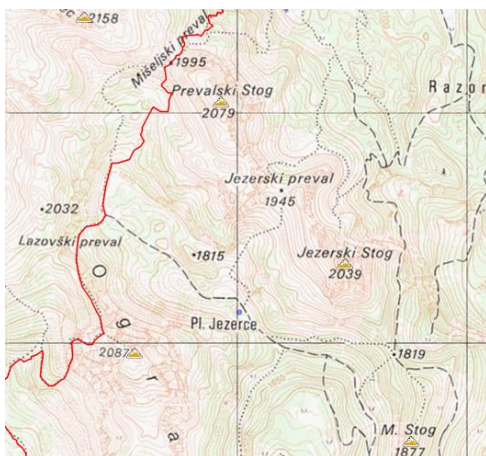 2158
Mišeljski preval
1995
Prevalski Stog
2079
Razor
Jezerski preval
1945
2032
Lazovški preval
1815
Jezerski Stog
2039
O g r a
Pl. Jezerce
2087
1819
M. Stog
1877